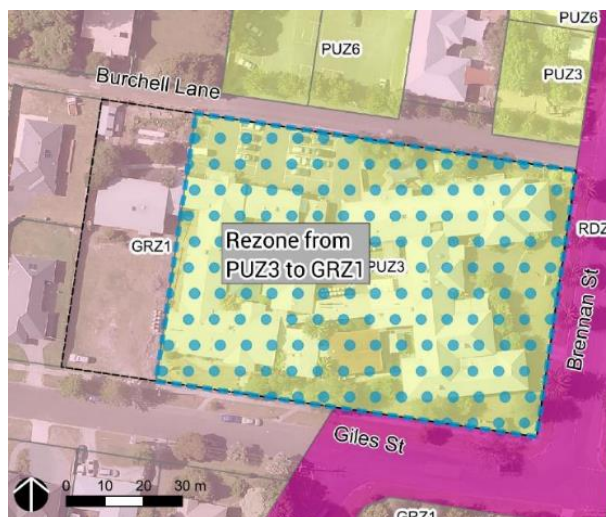 PUZ6
PUZ6
PUZ3
Burchell Lane
GRZ1
Rezone from
PUZ3 to GRZ1
PUZ3
RDZ
Brennan St
Giles St
0 10 20 30 m
GRZ1